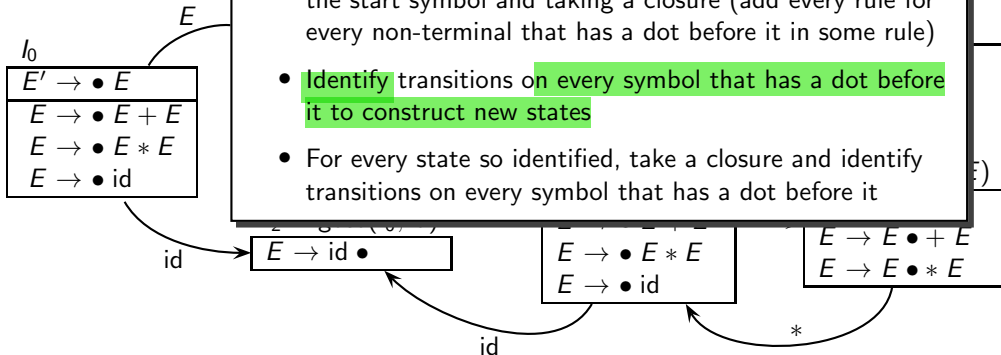 the start symbol and taking a closure (add every rule for
every non-terminal that has a dot before it in some rule)
• Identify transitions on every symbol that has a dot before
it to construct new states
• For every state so identified, take a closure and identify
transitions on every symbol that has a dot before it
E
I0
E′ → • E
E → • E + E
E → • E ∗ E
E → • id
id
E → id •
E → • E ∗ E
E → • id
id
E)
E → E • + E
E → E • ∗ E
∗